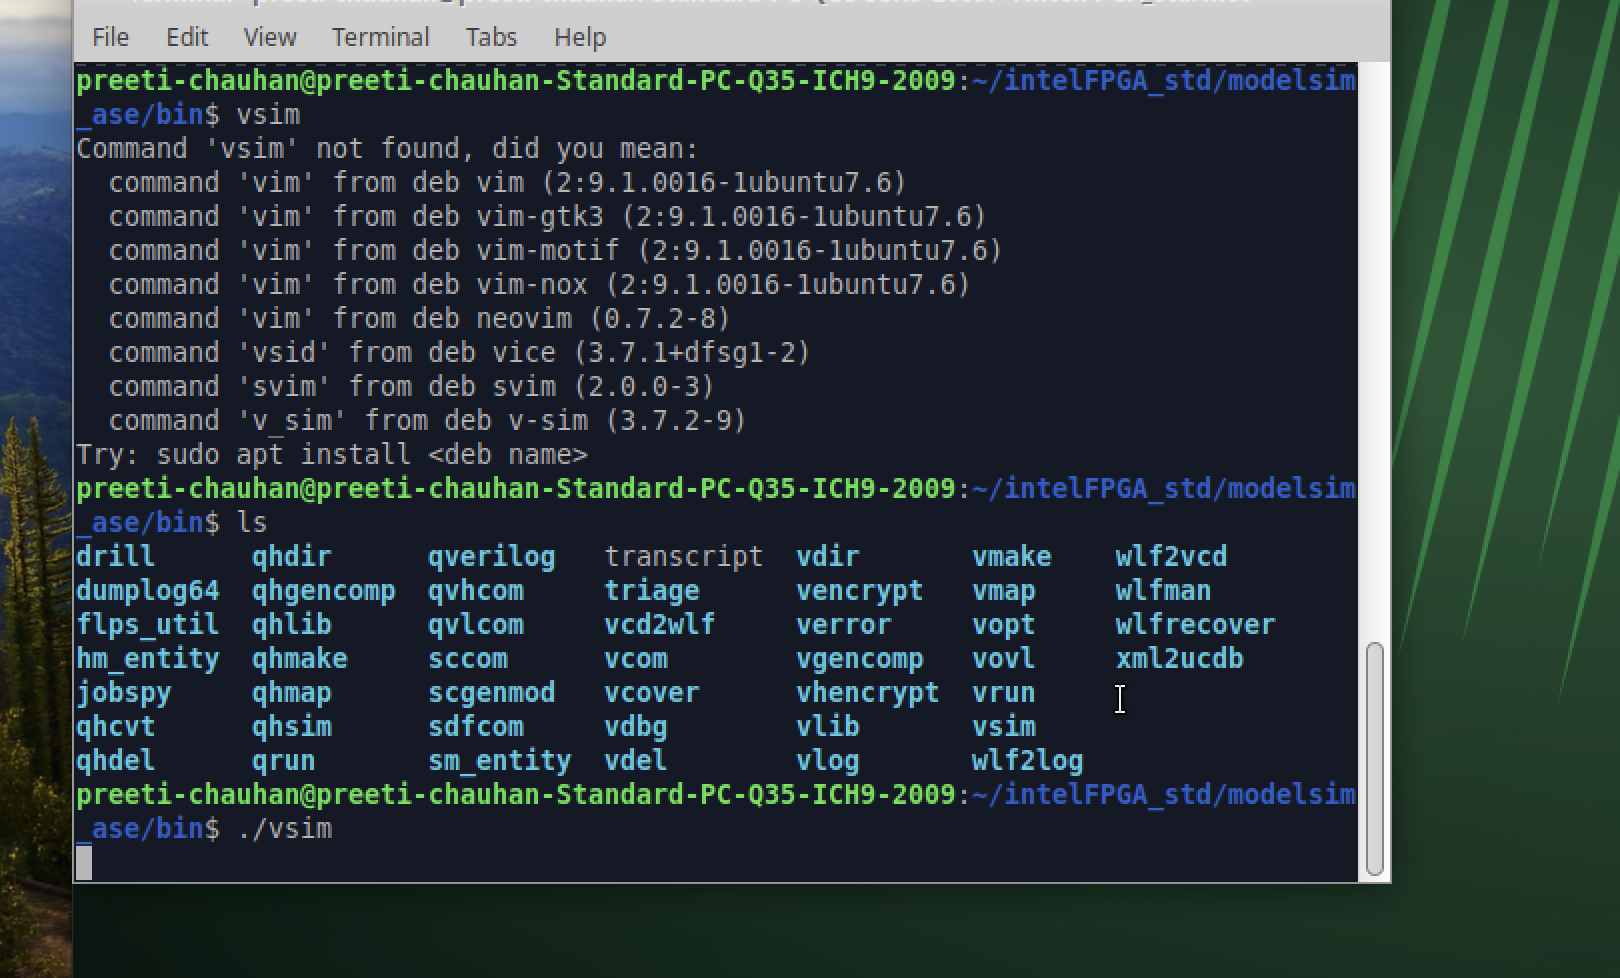 File Edit View Terminal Tabs Help
preeti-chauhan@preeti-chauhan-Standard-PC-Q35-ICH9-2009:~/intelFPGA_std/modelsim
_ase/bin$ vsim
Command 'vsim' not found, did you mean:
  command 'vim' from deb vim (2:9.1.0016-1ubuntu7.6)
  command 'vim' from deb vim-gtk3 (2:9.1.0016-1ubuntu7.6)
  command 'vim' from deb vim-motif (2:9.1.0016-1ubuntu7.6)
  command 'vim' from deb vim-nox (2:9.1.0016-1ubuntu7.6)
  command 'vim' from deb neovim (0.7.2-8)
  command 'vsid' from deb vice (3.7.1+dfsg1-2)
  command 'svim' from deb svim (2.0.0-3)
  command 'v_sim' from deb v-sim (3.7.2-9)
Try: sudo apt install <deb name>
preeti-chauhan@preeti-chauhan-Standard-PC-Q35-ICH9-2009:~/intelFPGA_std/modelsim
_ase/bin$ ls
drill qhdir qverilog transcript vdir vmake wlf2vcd
dumplog64 qhgencomp qvhcom triage vencrypt vmap wlfman
flps_util qhlib qvlcom vcd2wlf verror vopt wlfrecover
hm_entity qhmake sccom vcom vgencomp vovl xml2ucdb
jobspy qhmap scgenmod vcover vhencrypt vrun
qhcvt qhsim sdfcom vdbg vlib vsim
qhdel qrun sm_entity vdel vlog wlf2log
preeti-chauhan@preeti-chauhan-Standard-PC-Q35-ICH9-2009:~/intelFPGA_std/modelsim
_ase/bin$ ./vsim